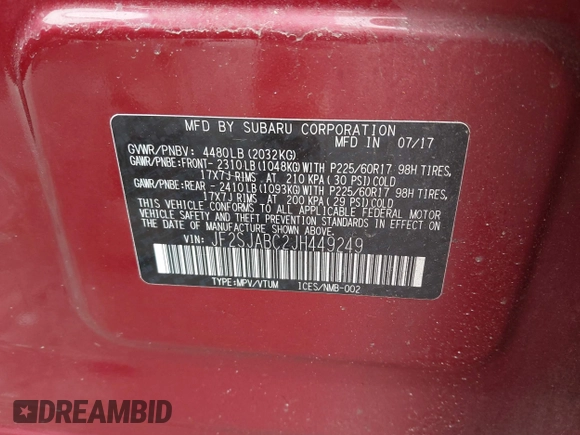 MFD BY SUBARU CORPORATION
MFD IN 07/17
GVWR/PNBV: 4480LB(2032KG)
GAWR/PNBE:FRONT- 2310LB(1048KG)WITH P225/60R17 98H TIRES,
17X7J RIMS, AT 210 KPA( 30 PSI)COLD
GAWR/PNBE:REAR - 2410LB(1093KG)WITH P225/60R17 98H TIRES,
17X7J RIMS, AT 200 KPA( 29 PSI)COLD
THIS VEHICLE CONFORMS TO ALL APPLICABLE FEDERAL MOTOR
VEHICLE SAFETY AND THEFT PREVENTION STANDARDS IN EFFECT ON
THE DATE OF MANUFACTURE SHOWN ABOVE.
VIN: JF2SJABC2JH449249
TYPE:MPV/VTUM ICES/NMB-002
DREAMBID